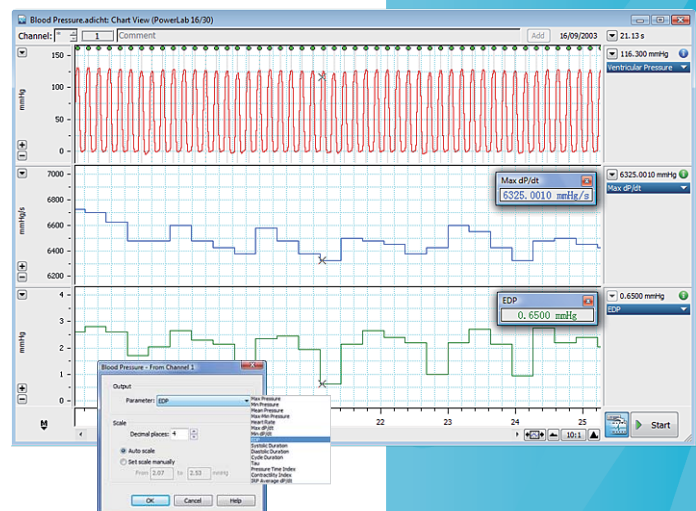 Blood Pressure.adicht: Chart View (PowerLab 16/30)
Channel: 1 Comment Add 16/09/2003 21.13 s
150
100
50
0
mmHg
116.300 mmHg
Ventricular Pressure
7000
6800
6600
6400
6200
mmHg/s
Max dP/dt
6325.0010 mmHg/s
6325.0010 mmHg
Max dP/dt
4
3
2
1
0
mmHg
EDP
0.6500 mmHg
0.6500 mmHg
EDP
Blood Pressure - From Channel 1
Output
Parameter: EDP
Max Pressure
Min Pressure
Mean Pressure
Max-Min Pressure
Heart Rate
Max dP/dt
Min dP/dt
EDP
Systolic Duration
Diastolic Duration
Cycle Duration
Tau
Pressure Time Index
Contractility Index
IRP Average dP/dt
Scale
Decimal places: 4
Auto scale
Set scale manually
From 2.07 to 2.53 mmHg
OK Cancel Help
M
22 23 24 25
10:1
Start